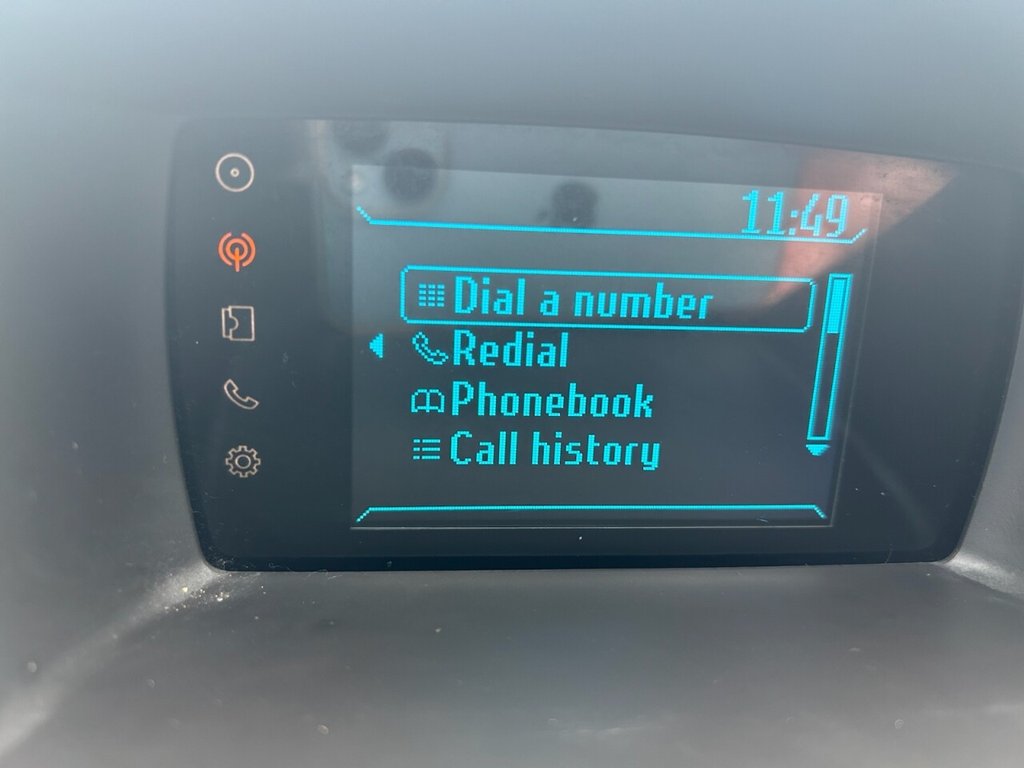 11:49
Dial a number
Redial
Phonebook
Call history